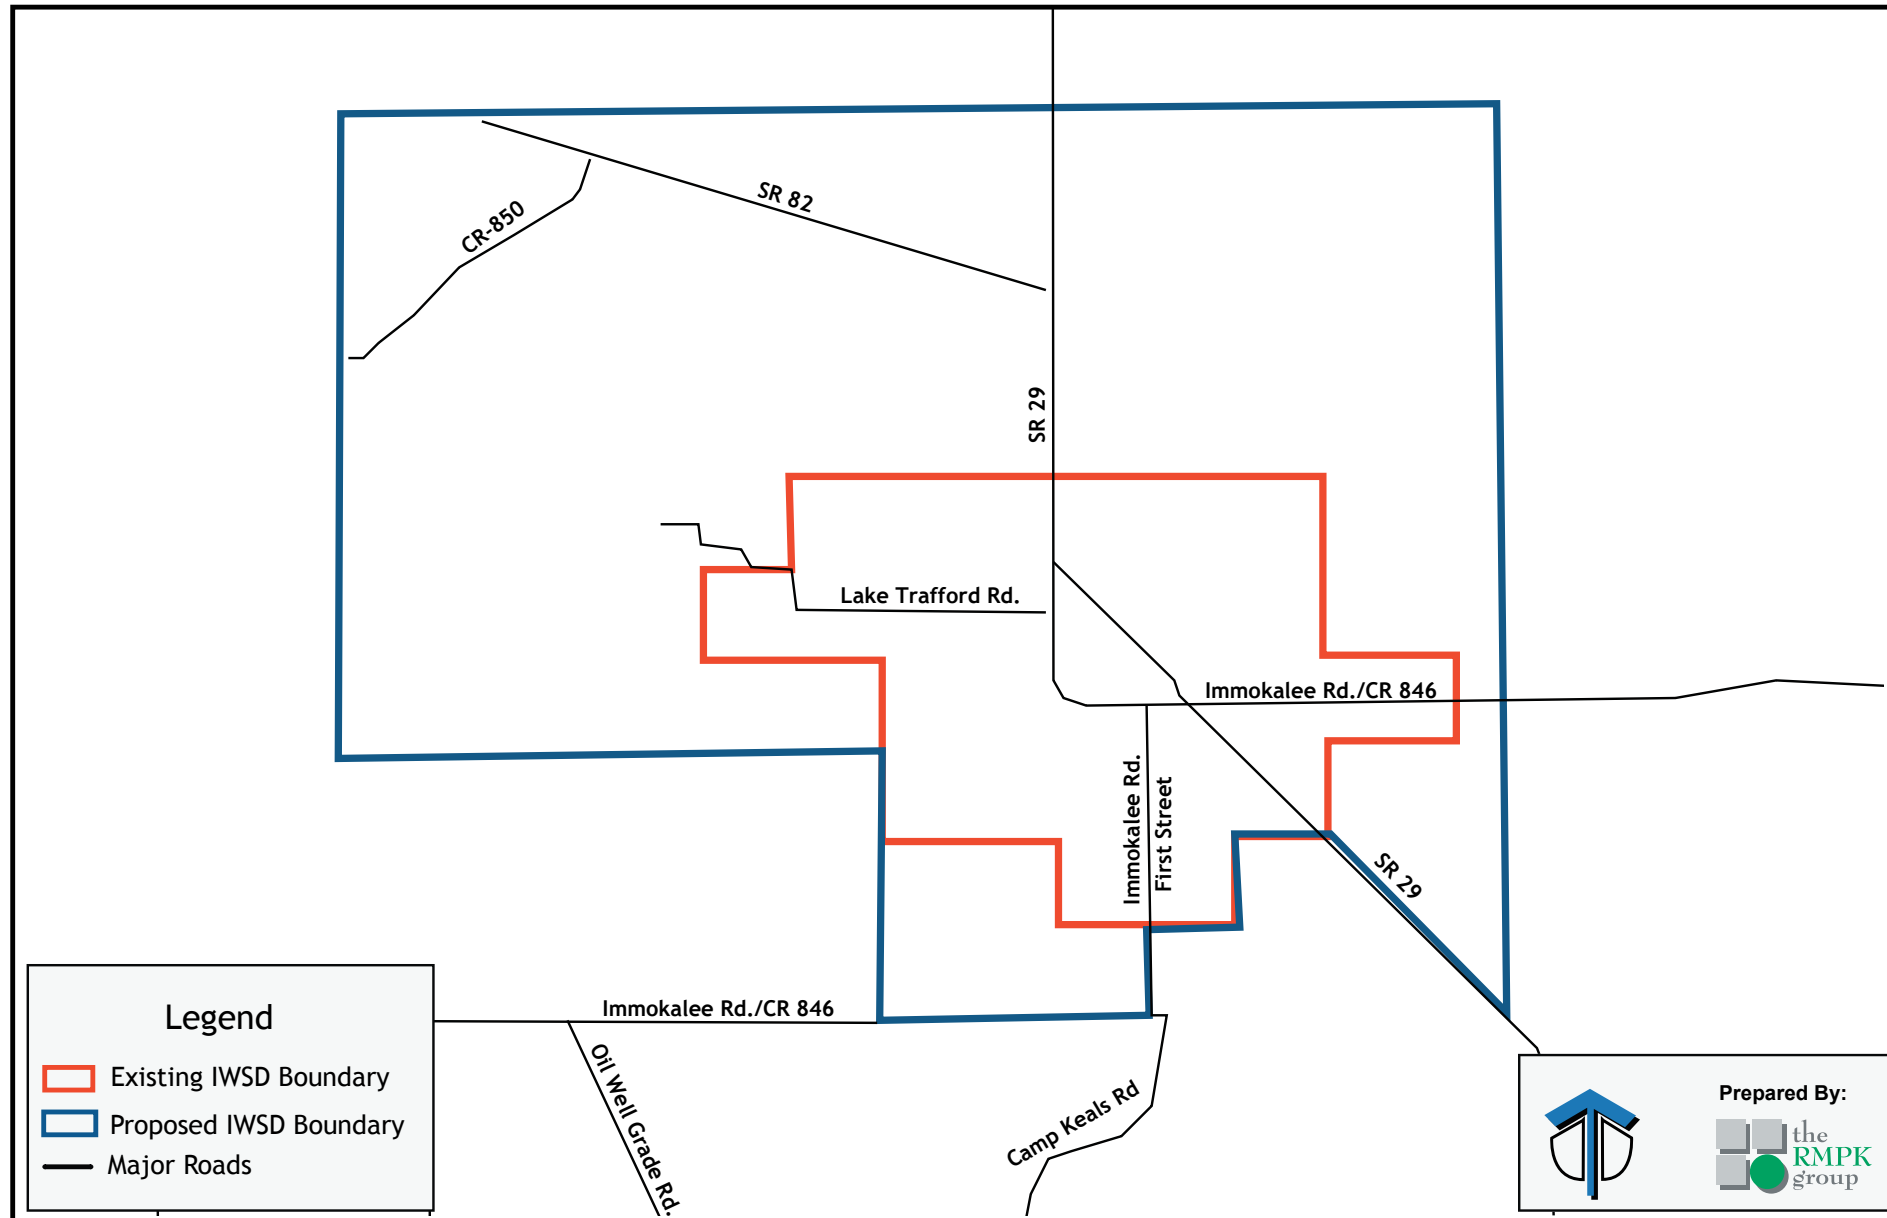 SR 82
CR-850
SR 29
Lake Trafford Rd.
Immokalee Rd./CR 846
Immokalee Rd.
First Street
SR 29
Immokalee Rd./CR 846
Oil Well Grade Rd.
Camp Keals Rd
Legend
Existing IWSD Boundary
Proposed IWSD Boundary
Major Roads
Prepared By:
the
RMPK
group